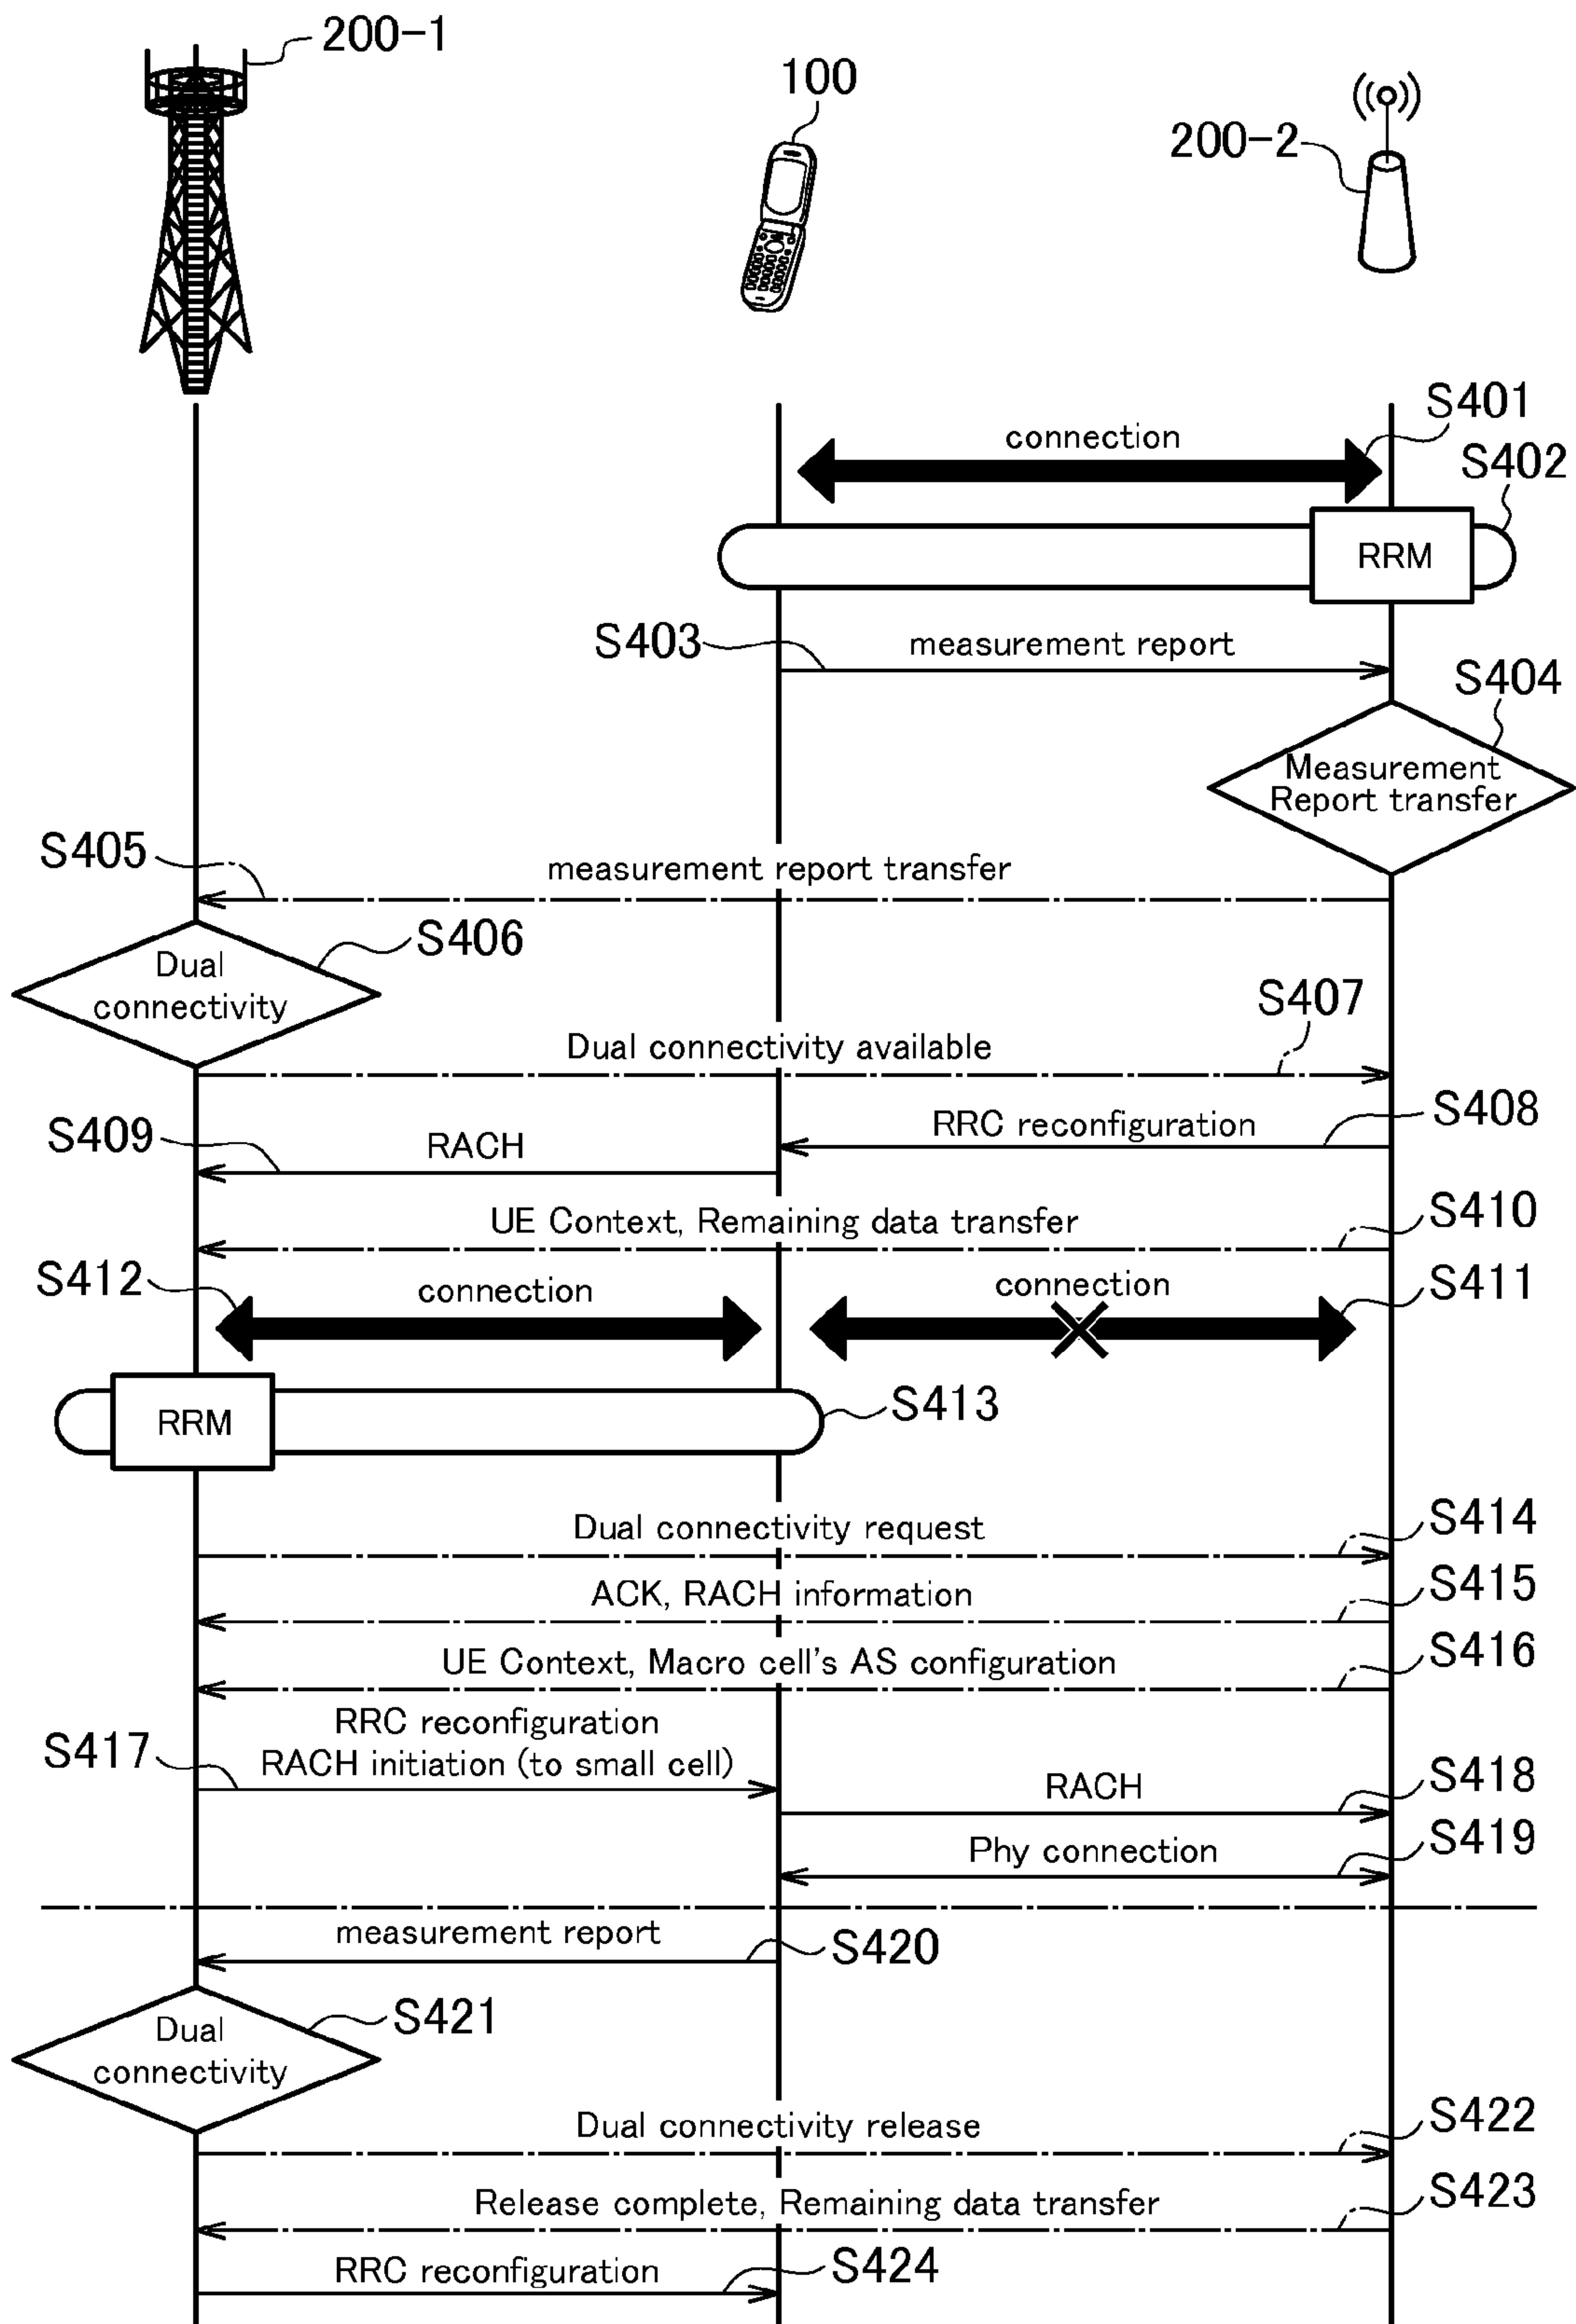 200-1
100
200-2
S401
connection
S402
RRM
S403
measurement report
S404
Measurement
Report transfer
S405
measurement report transfer
S406
Dual
connectivity
S407
Dual connectivity available
S408
RRC reconfiguration
S409
RACH
S410
UE Context, Remaining data transfer
S412
connection
connection
S411
RRM
S413
S414
Dual connectivity request
S415
ACK, RACH information
S416
UE Context, Macro cell's AS configuration
RRC reconfiguration
S417
RACH initiation (to small cell)
RACH
S418
Phy connection
S419
measurement report
S420
Dual
connectivity
S421
Dual connectivity release
S422
Release complete, Remaining data transfer
S423
RRC reconfiguration
S424